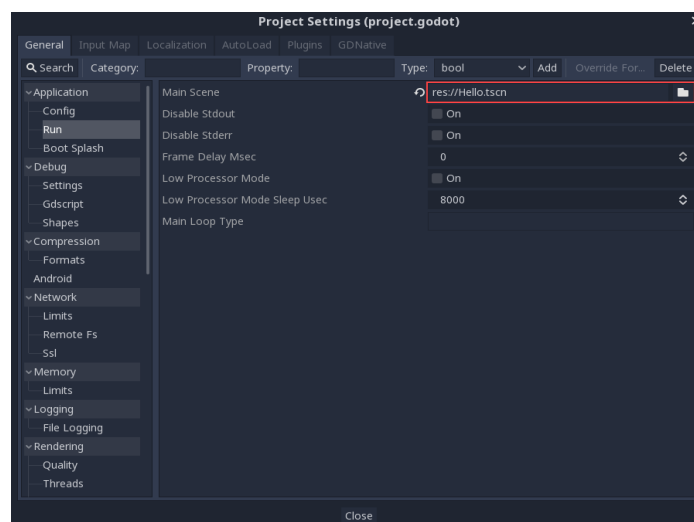 Project Settings (project.godot)
General Input Map Localization AutoLoad Plugins GDNative
Search Category: Property: Type: bool Add Override For... Delete
Application
Config
Run
Boot Splash
Debug
Settings
Gdscript
Shapes
Compression
Formats
Android
Network
Limits
Remote Fs
Ssl
Memory
Limits
Logging
File Logging
Rendering
Quality
Threads
Main Scene res://Hello.tscn
Disable Stdout On
Disable Stderr On
Frame Delay Msec 0
Low Processor Mode On
Low Processor Mode Sleep Usec 8000
Main Loop Type
Close